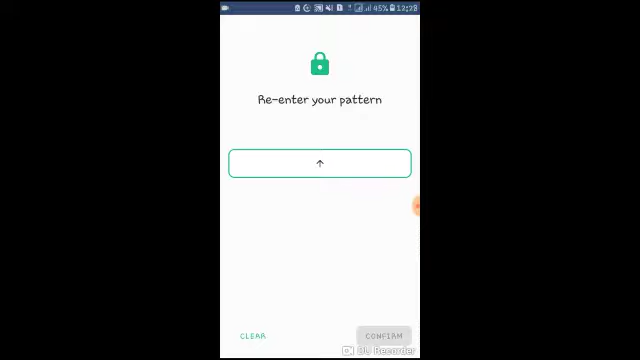 45% 12:28
Re-enter your pattern
↑
CLEAR
CONFIRM
DU Recorder